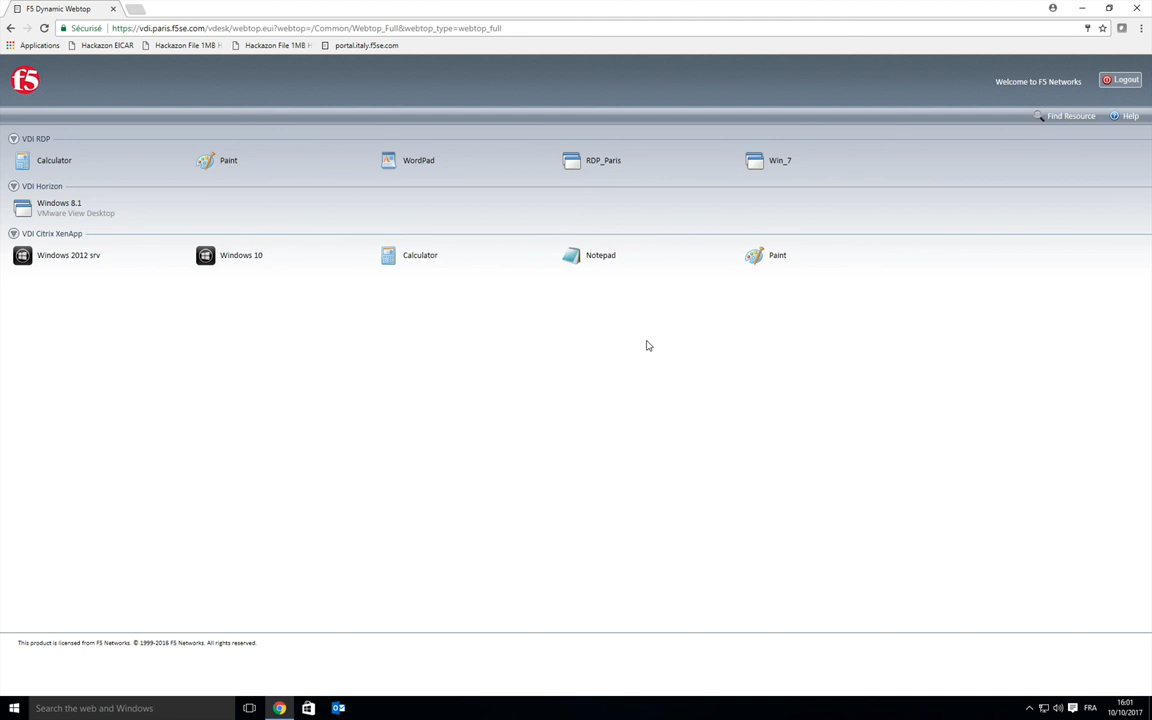 F5 Dynamic Webtop
Sécurisé https://vdi.paris.f5se.com/vdesk/webtop.eui?webtop=/Common/Webtop_Full&webtop_type=webtop_full
Applications Hackazon EICAR Hackazon File 1MB Hackazon File 1MB portal.italy.f5se.com
f5 Welcome to F5 Networks Logout
Find Resource Help
VDI RDP
Calculator Paint WordPad RDP_Paris Win_7
VDI Horizon
Windows 8.1
VMware View Desktop
VDI Citrix XenApp
Windows 2012 srv Windows 10 Calculator Notepad Paint
This product is licensed from F5 Networks. © 1999-2016 F5 Networks. All rights reserved.
Search the web and Windows FRA 16:01
10/10/2017